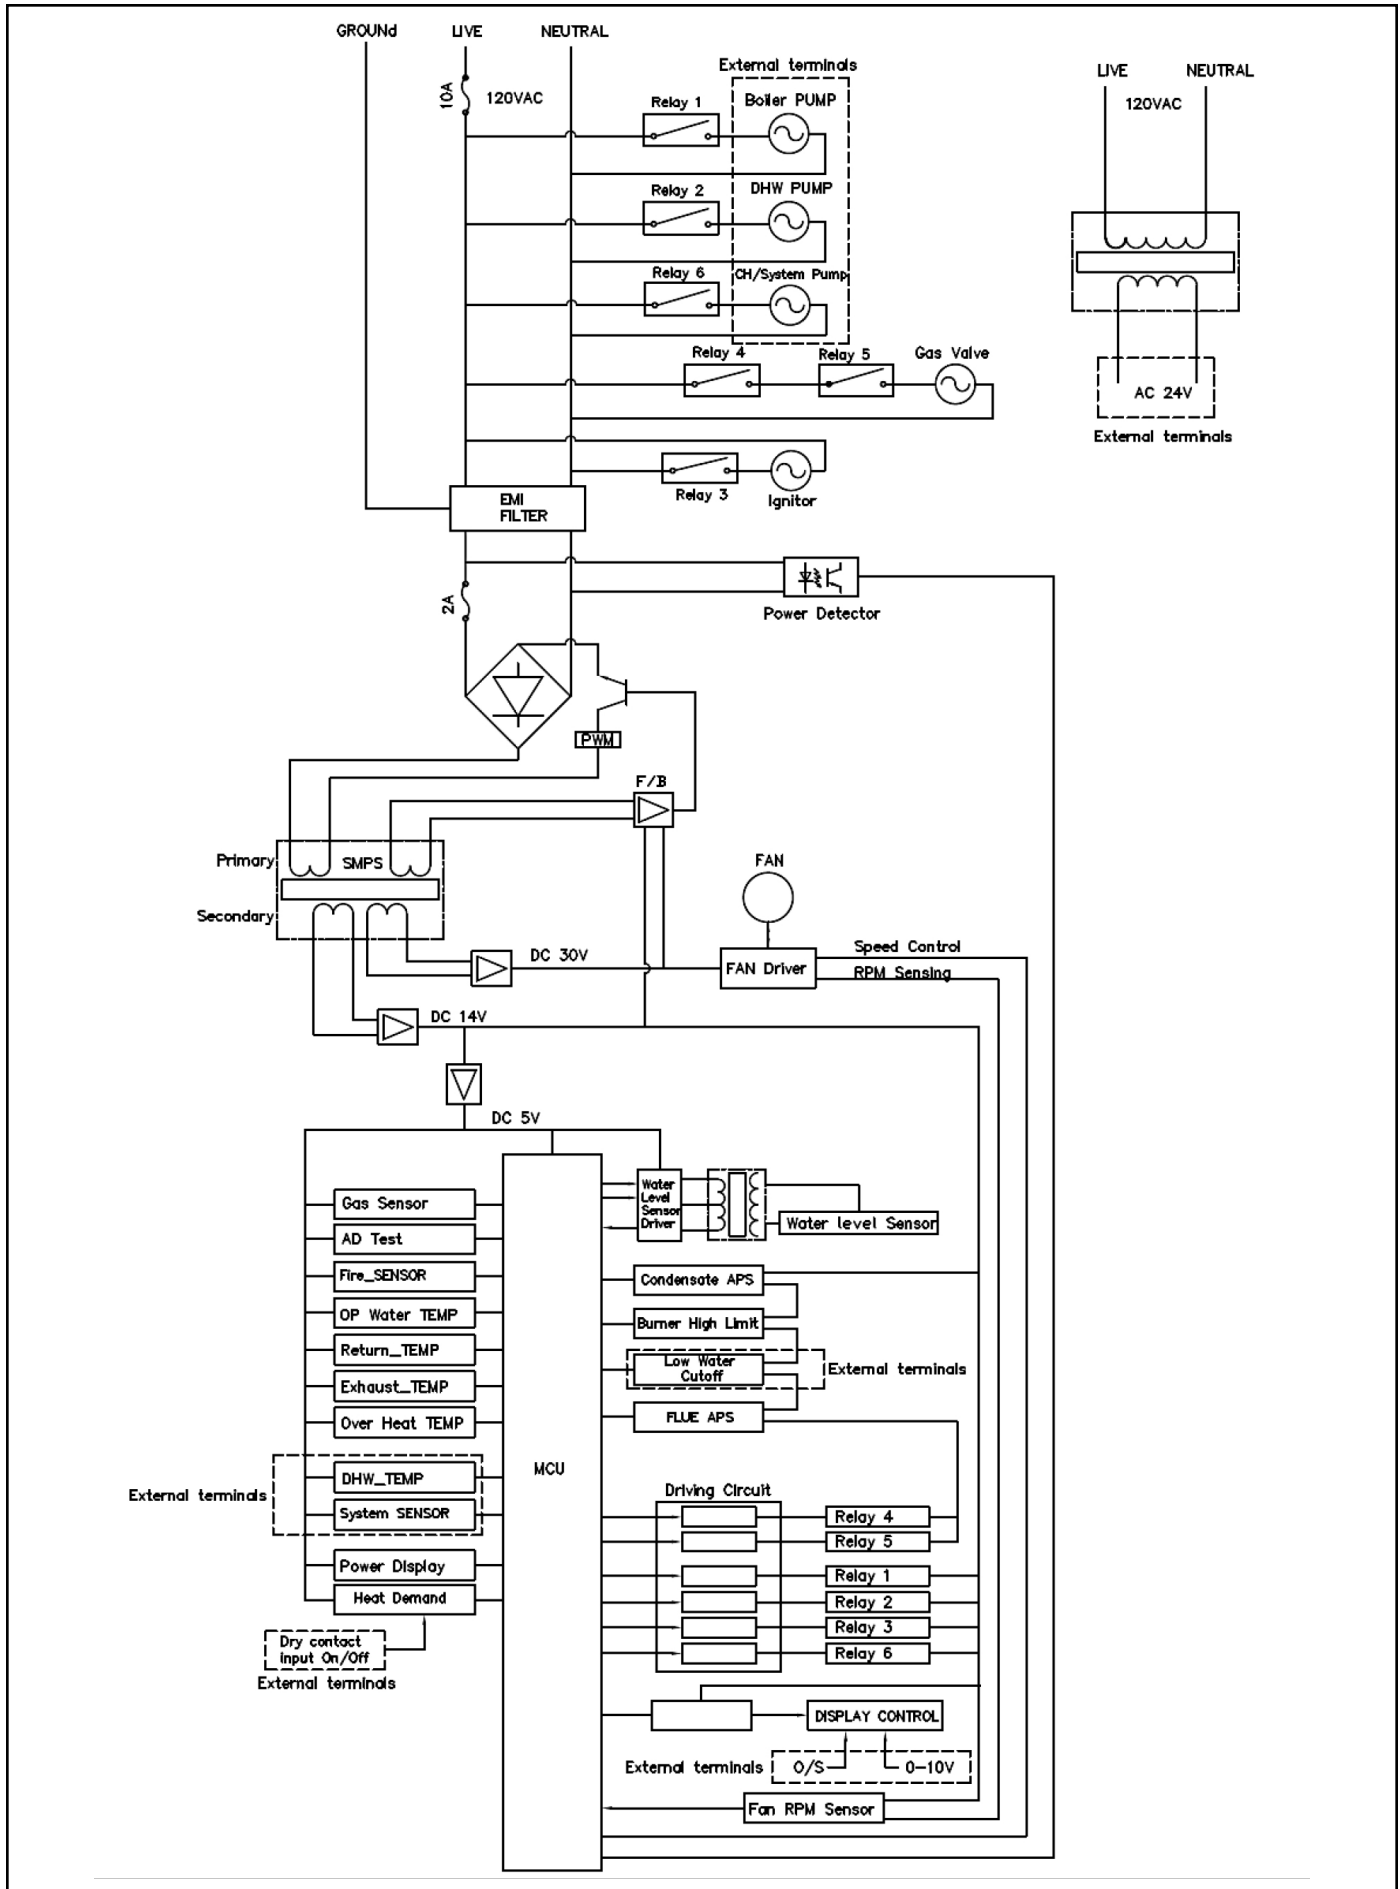 GROUNd
LIVE
NEUTRAL
10A
120VAC
External terminals
Relay 1
Boiler PUMP
Relay 2
DHW PUMP
Relay 6
CH/System Pump
Relay 4
Relay 5
Gas Valve
Relay 3
Ignitor
LIVE
NEUTRAL
120VAC
AC 24V
External terminals
EMI
FILTER
2A
Power Detector
PWM
F/B
Primary
SMPS
Secondary
FAN
DC 30V
FAN Driver
Speed Control
RPM Sensing
DC 14V
DC 5V
Gas Sensor
AD Test
Fire_SENSOR
OP Water TEMP
Return_TEMP
Exhaust_TEMP
Over Heat TEMP
External terminals
DHW_TEMP
System SENSOR
Power Display
Heat Demand
Dry contact
input On/Off
External terminals
MCU
Water
Level
Sensor
Driver
Water level Sensor
Condensate APS
Burner High Limit
Low Water
Cutoff
External terminals
FLUE APS
Driving Circuit
Relay 4
Relay 5
Relay 1
Relay 2
Relay 3
Relay 6
DISPLAY CONTROL
External terminals
O/S
0-10V
Fan RPM Sensor